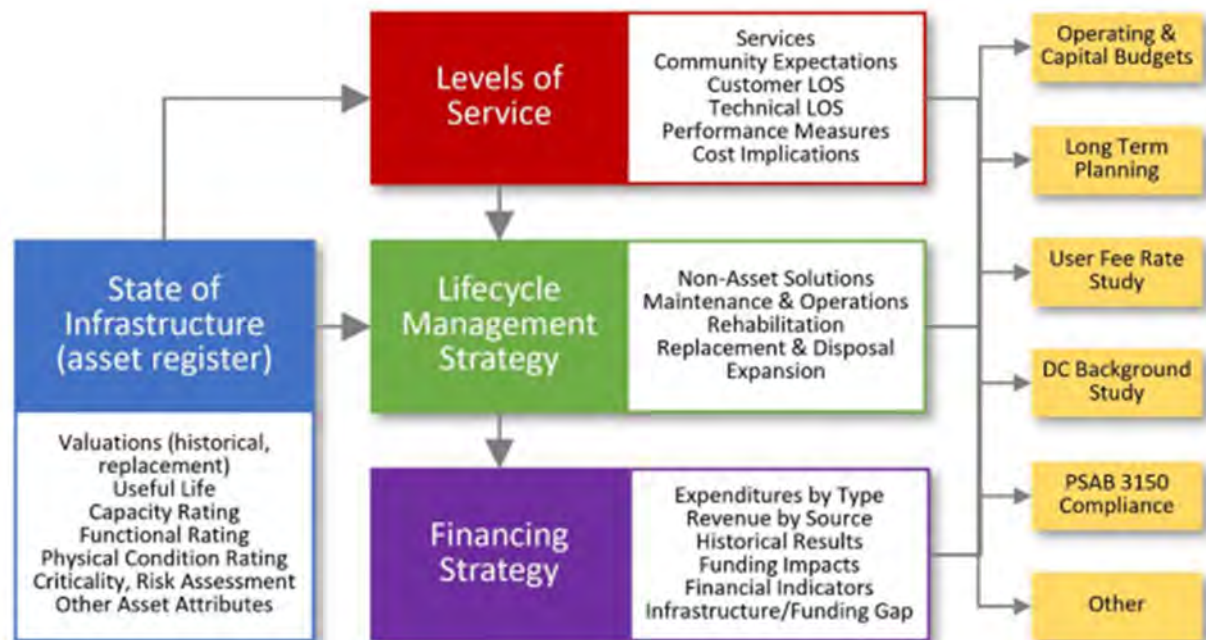 State of
Infrastructure
(asset register)
Valuations (historical,
replacement)
Useful Life
Capacity Rating
Functional Rating
Physical Condition Rating
Criticality, Risk Assessment
Other Asset Attributes
Levels of
Service
Services
Community Expectations
Customer LOS
Technical LOS
Performance Measures
Cost Implications
Lifecycle
Management
Strategy
Non-Asset Solutions
Maintenance & Operations
Rehabilitation
Replacement & Disposal
Expansion
Financing
Strategy
Expenditures by Type
Revenue by Source
Historical Results
Funding Impacts
Financial Indicators
Infrastructure/Funding Gap
Operating &
Capital Budgets
Long Term
Planning
User Fee Rate
Study
DC Background
Study
PSAB 3150
Compliance
Other